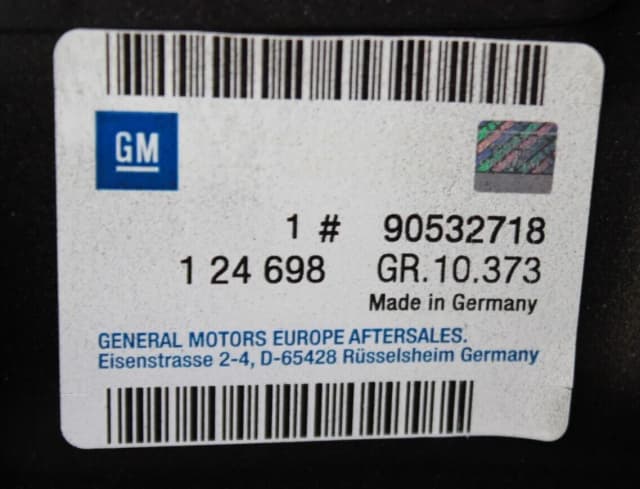 GM
1 # 90532718
1 24 698 GR.10.373
Made in Germany
GENERAL MOTORS EUROPE AFTERSALES.
Eisenstrasse 2-4, D-65428 Rüsselsheim Germany